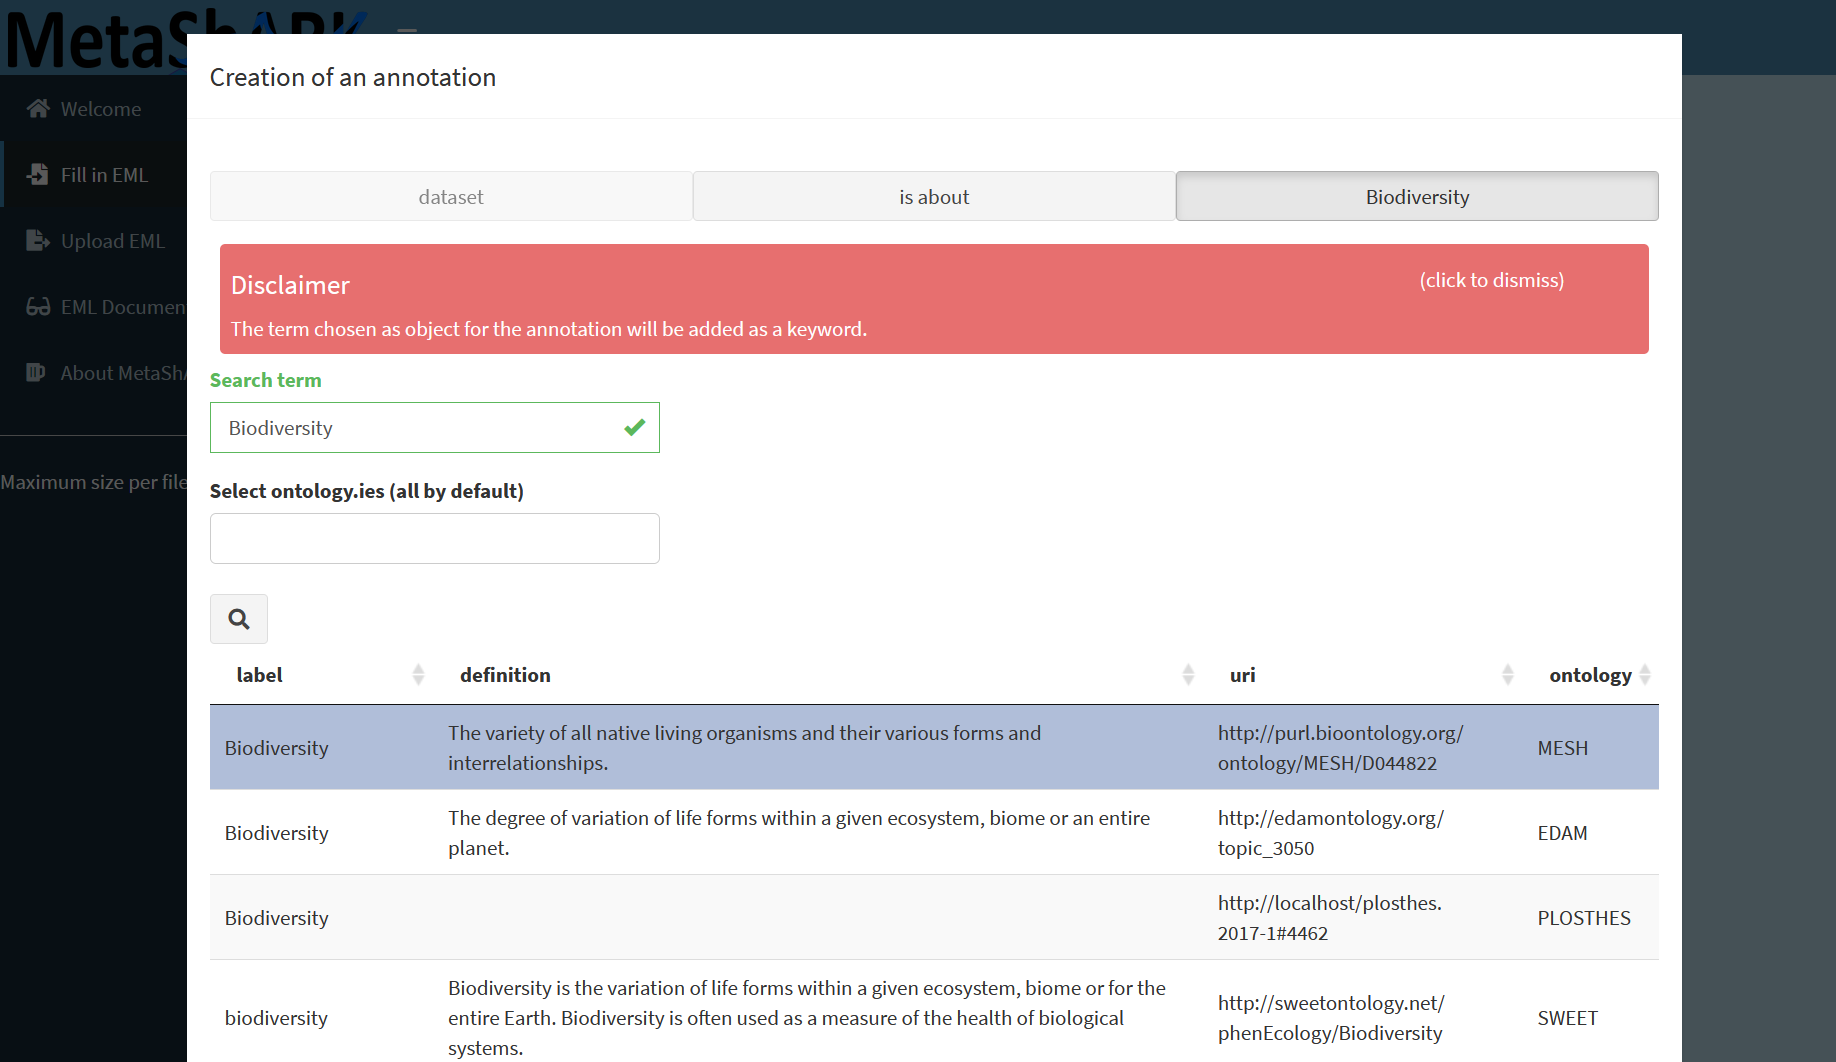 MetaShARK
Creation of an annotation
Welcome
Fill in EML
Upload EML
EML Documen
About MetaSh
Maximum size per file
dataset
is about
Biodiversity
Disclaimer
(click to dismiss)
The term chosen as object for the annotation will be added as a keyword.
Search term
Biodiversity
Select ontology.ies (all by default)
label
definition
uri
ontology
Biodiversity
The variety of all native living organisms and their various forms and
interrelationships.
http://purl.bioontology.org/
ontology/MESH/D044822
MESH
Biodiversity
The degree of variation of life forms within a given ecosystem, biome or an entire
planet.
http://edamontology.org/
topic_3050
EDAM
Biodiversity
http://localhost/plosthes.
2017-1#4462
PLOSTHES
biodiversity
Biodiversity is the variation of life forms within a given ecosystem, biome or for the
entire Earth. Biodiversity is often used as a measure of the health of biological
systems.
http://sweetontology.net/
phenEcology/Biodiversity
SWEET